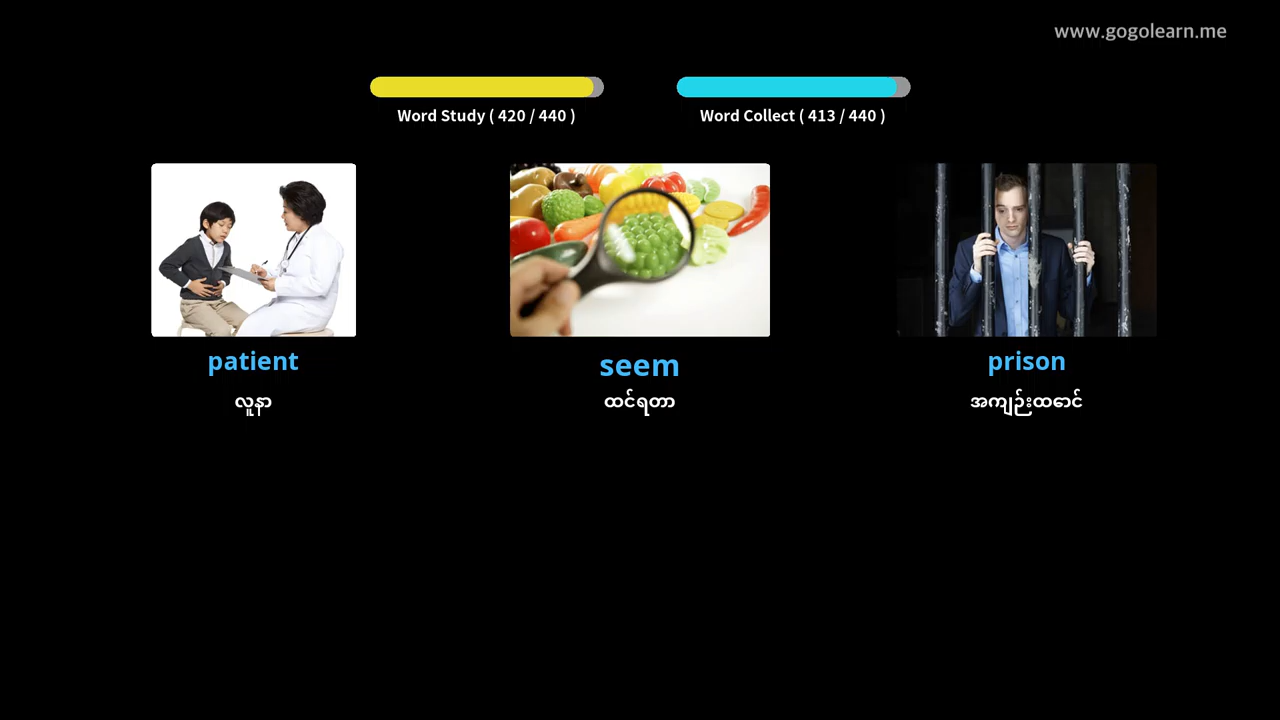 www.gogolearn.me
Word Study ( 420 / 440 )
Word Collect ( 413 / 440 )
patient
seem
prison
လူနာ
ထင်ရတာ
အကျဉ်းထောင်